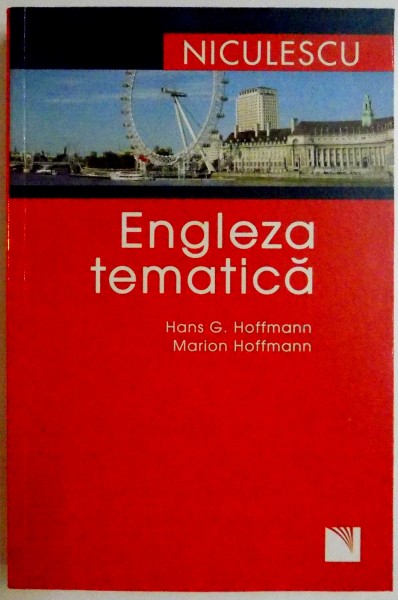 NICULESCU
Engleza
tematică
Hans G. Hoffmann
Marion Hoffmann